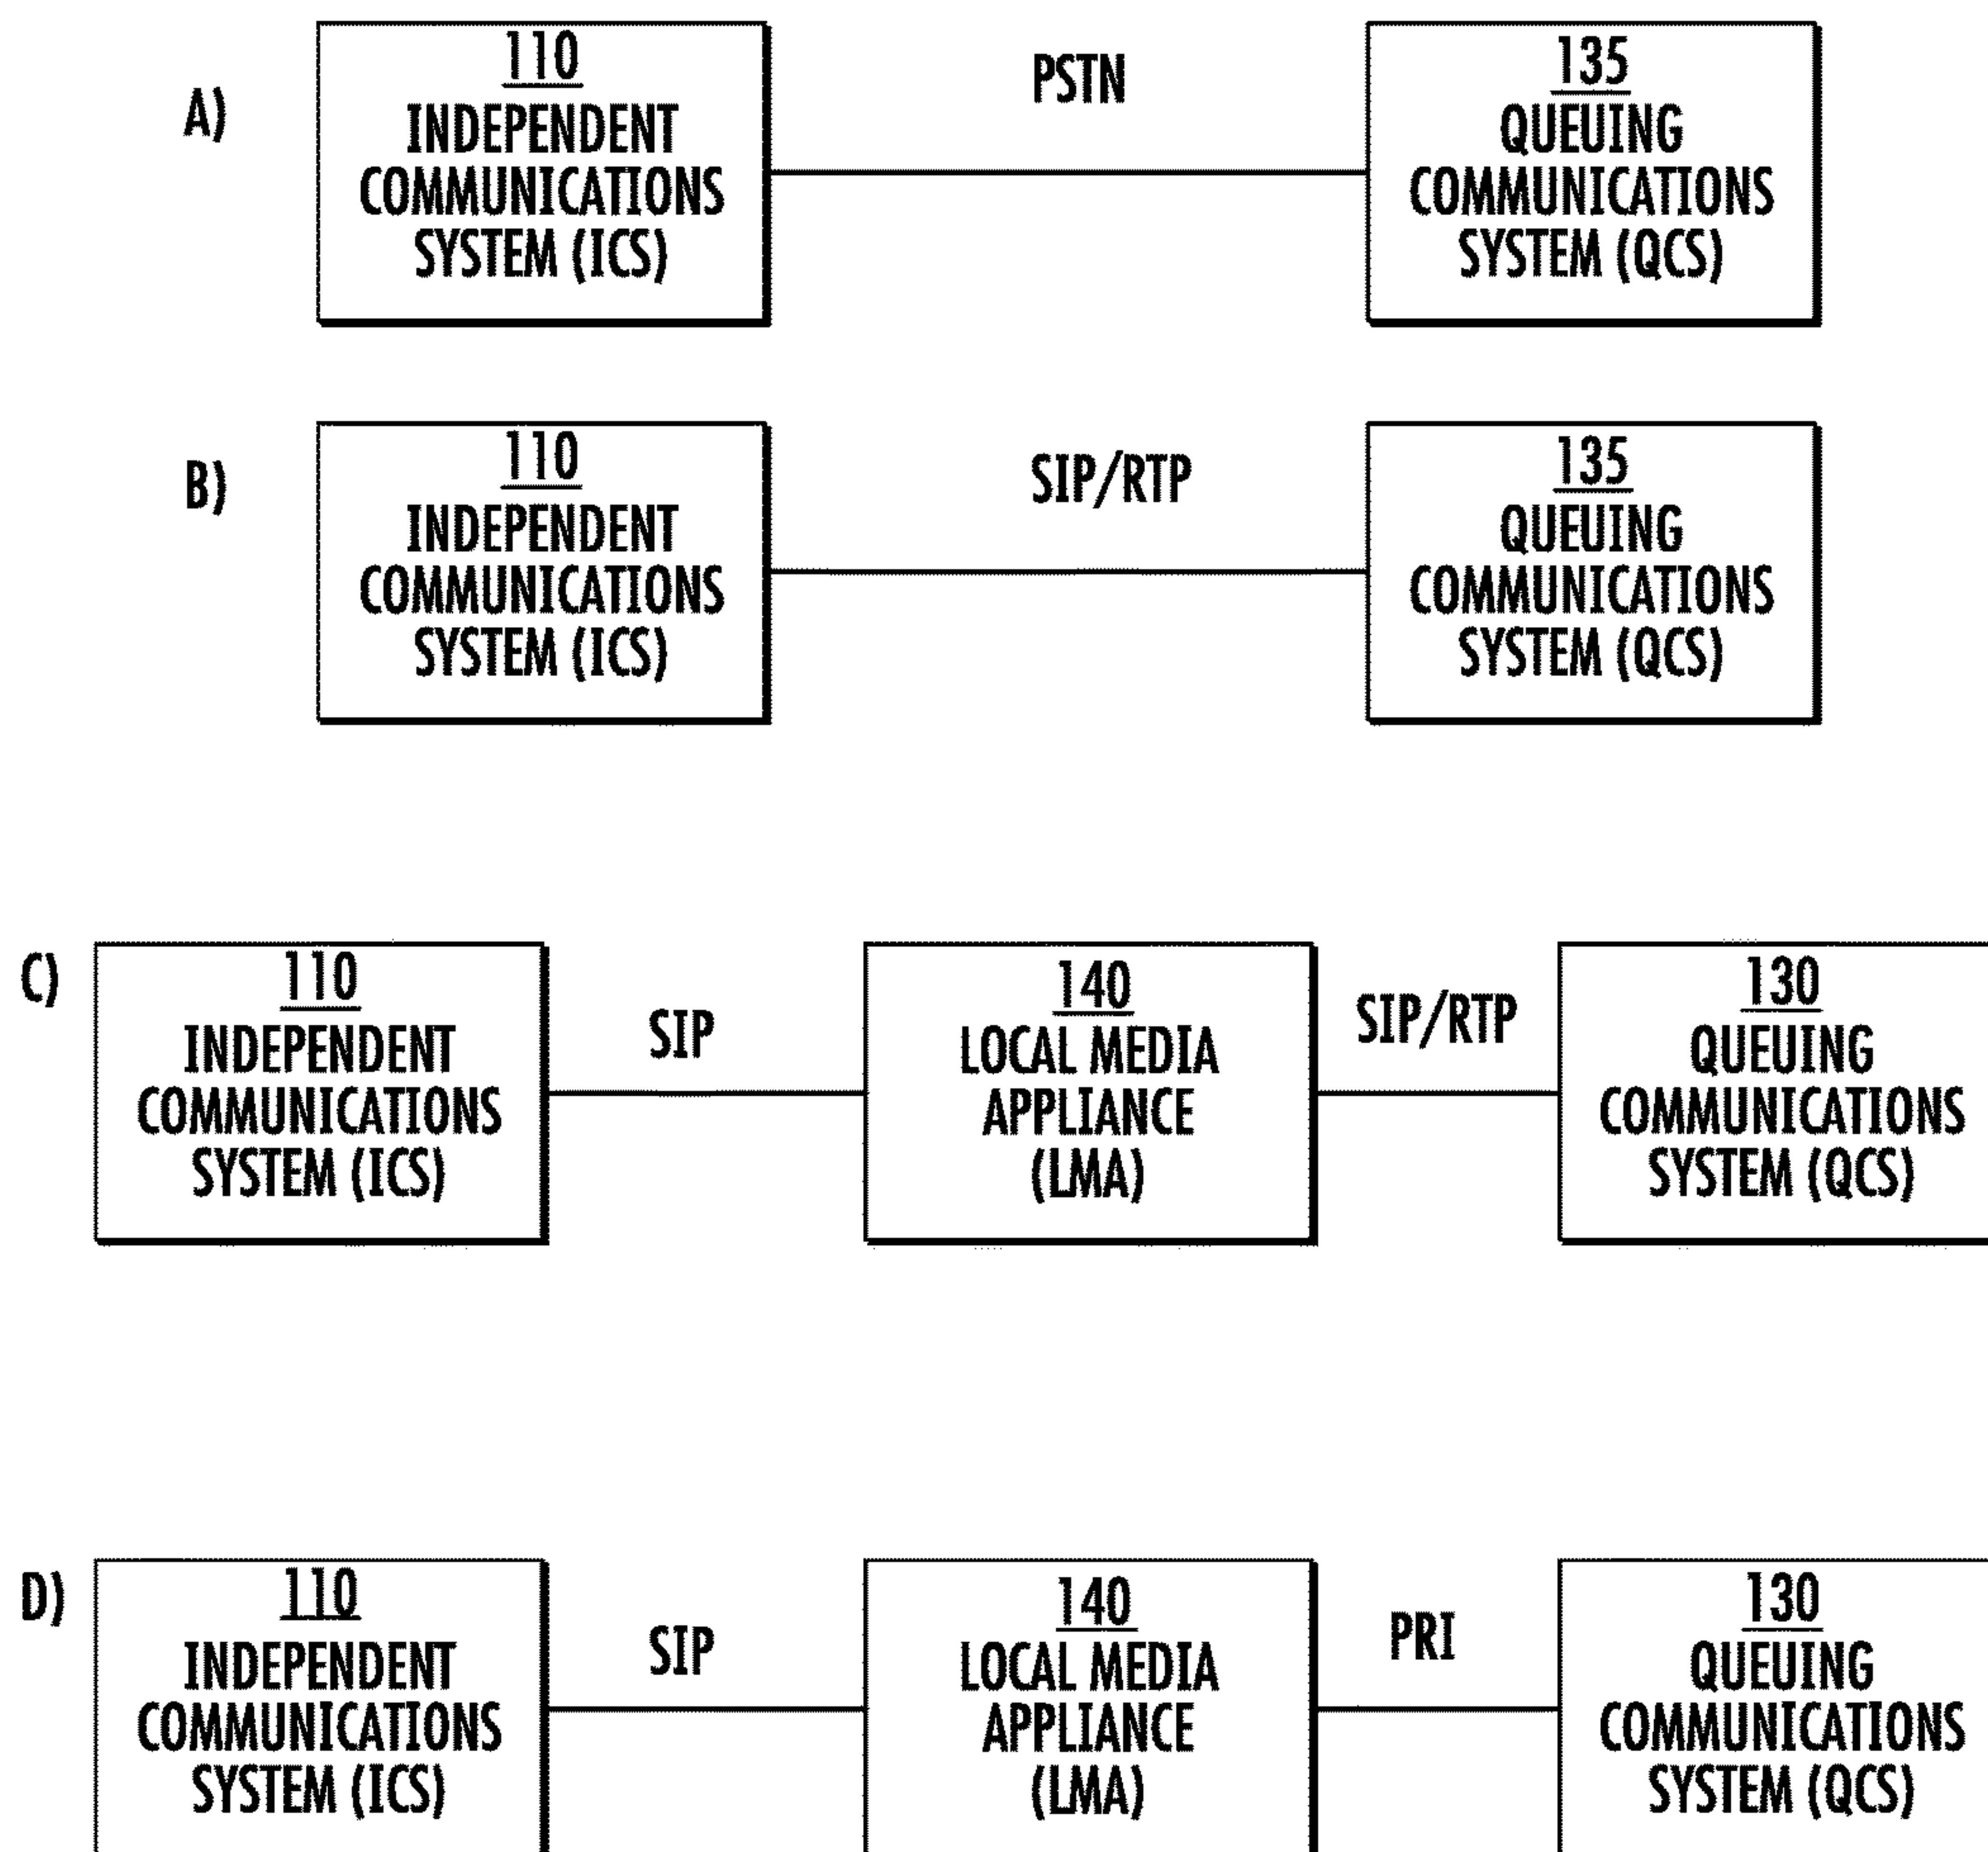 A)
110
INDEPENDENT
COMMUNICATIONS
SYSTEM (ICS)
PSTN
135
QUEUING
COMMUNICATIONS
SYSTEM (QCS)
B)
110
INDEPENDENT
COMMUNICATIONS
SYSTEM (ICS)
SIP/RTP
135
QUEUING
COMMUNICATIONS
SYSTEM (QCS)
C)
110
INDEPENDENT
COMMUNICATIONS
SYSTEM (ICS)
SIP
140
LOCAL MEDIA
APPLIANCE
(LMA)
SIP/RTP
130
QUEUING
COMMUNICATIONS
SYSTEM (QCS)
D)
110
INDEPENDENT
COMMUNICATIONS
SYSTEM (ICS)
SIP
140
LOCAL MEDIA
APPLIANCE
(LMA)
PRI
130
QUEUING
COMMUNICATIONS
SYSTEM (QCS)